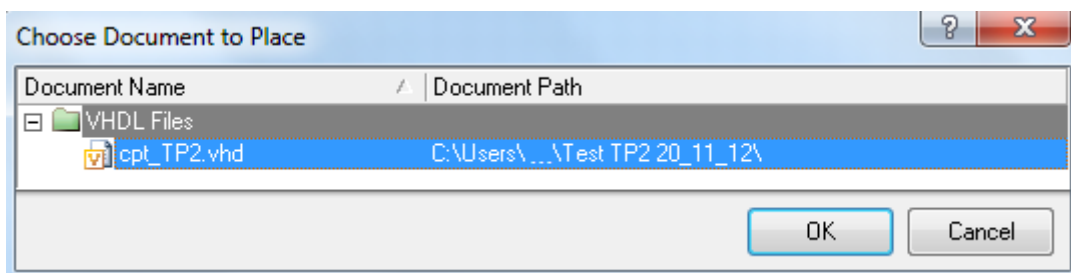 Choose Document to Place
Document Name Document Path
VHDL Files
cpt_TP2.vhd C:\Users\...\Test TP2 20_11_12\
OK Cancel